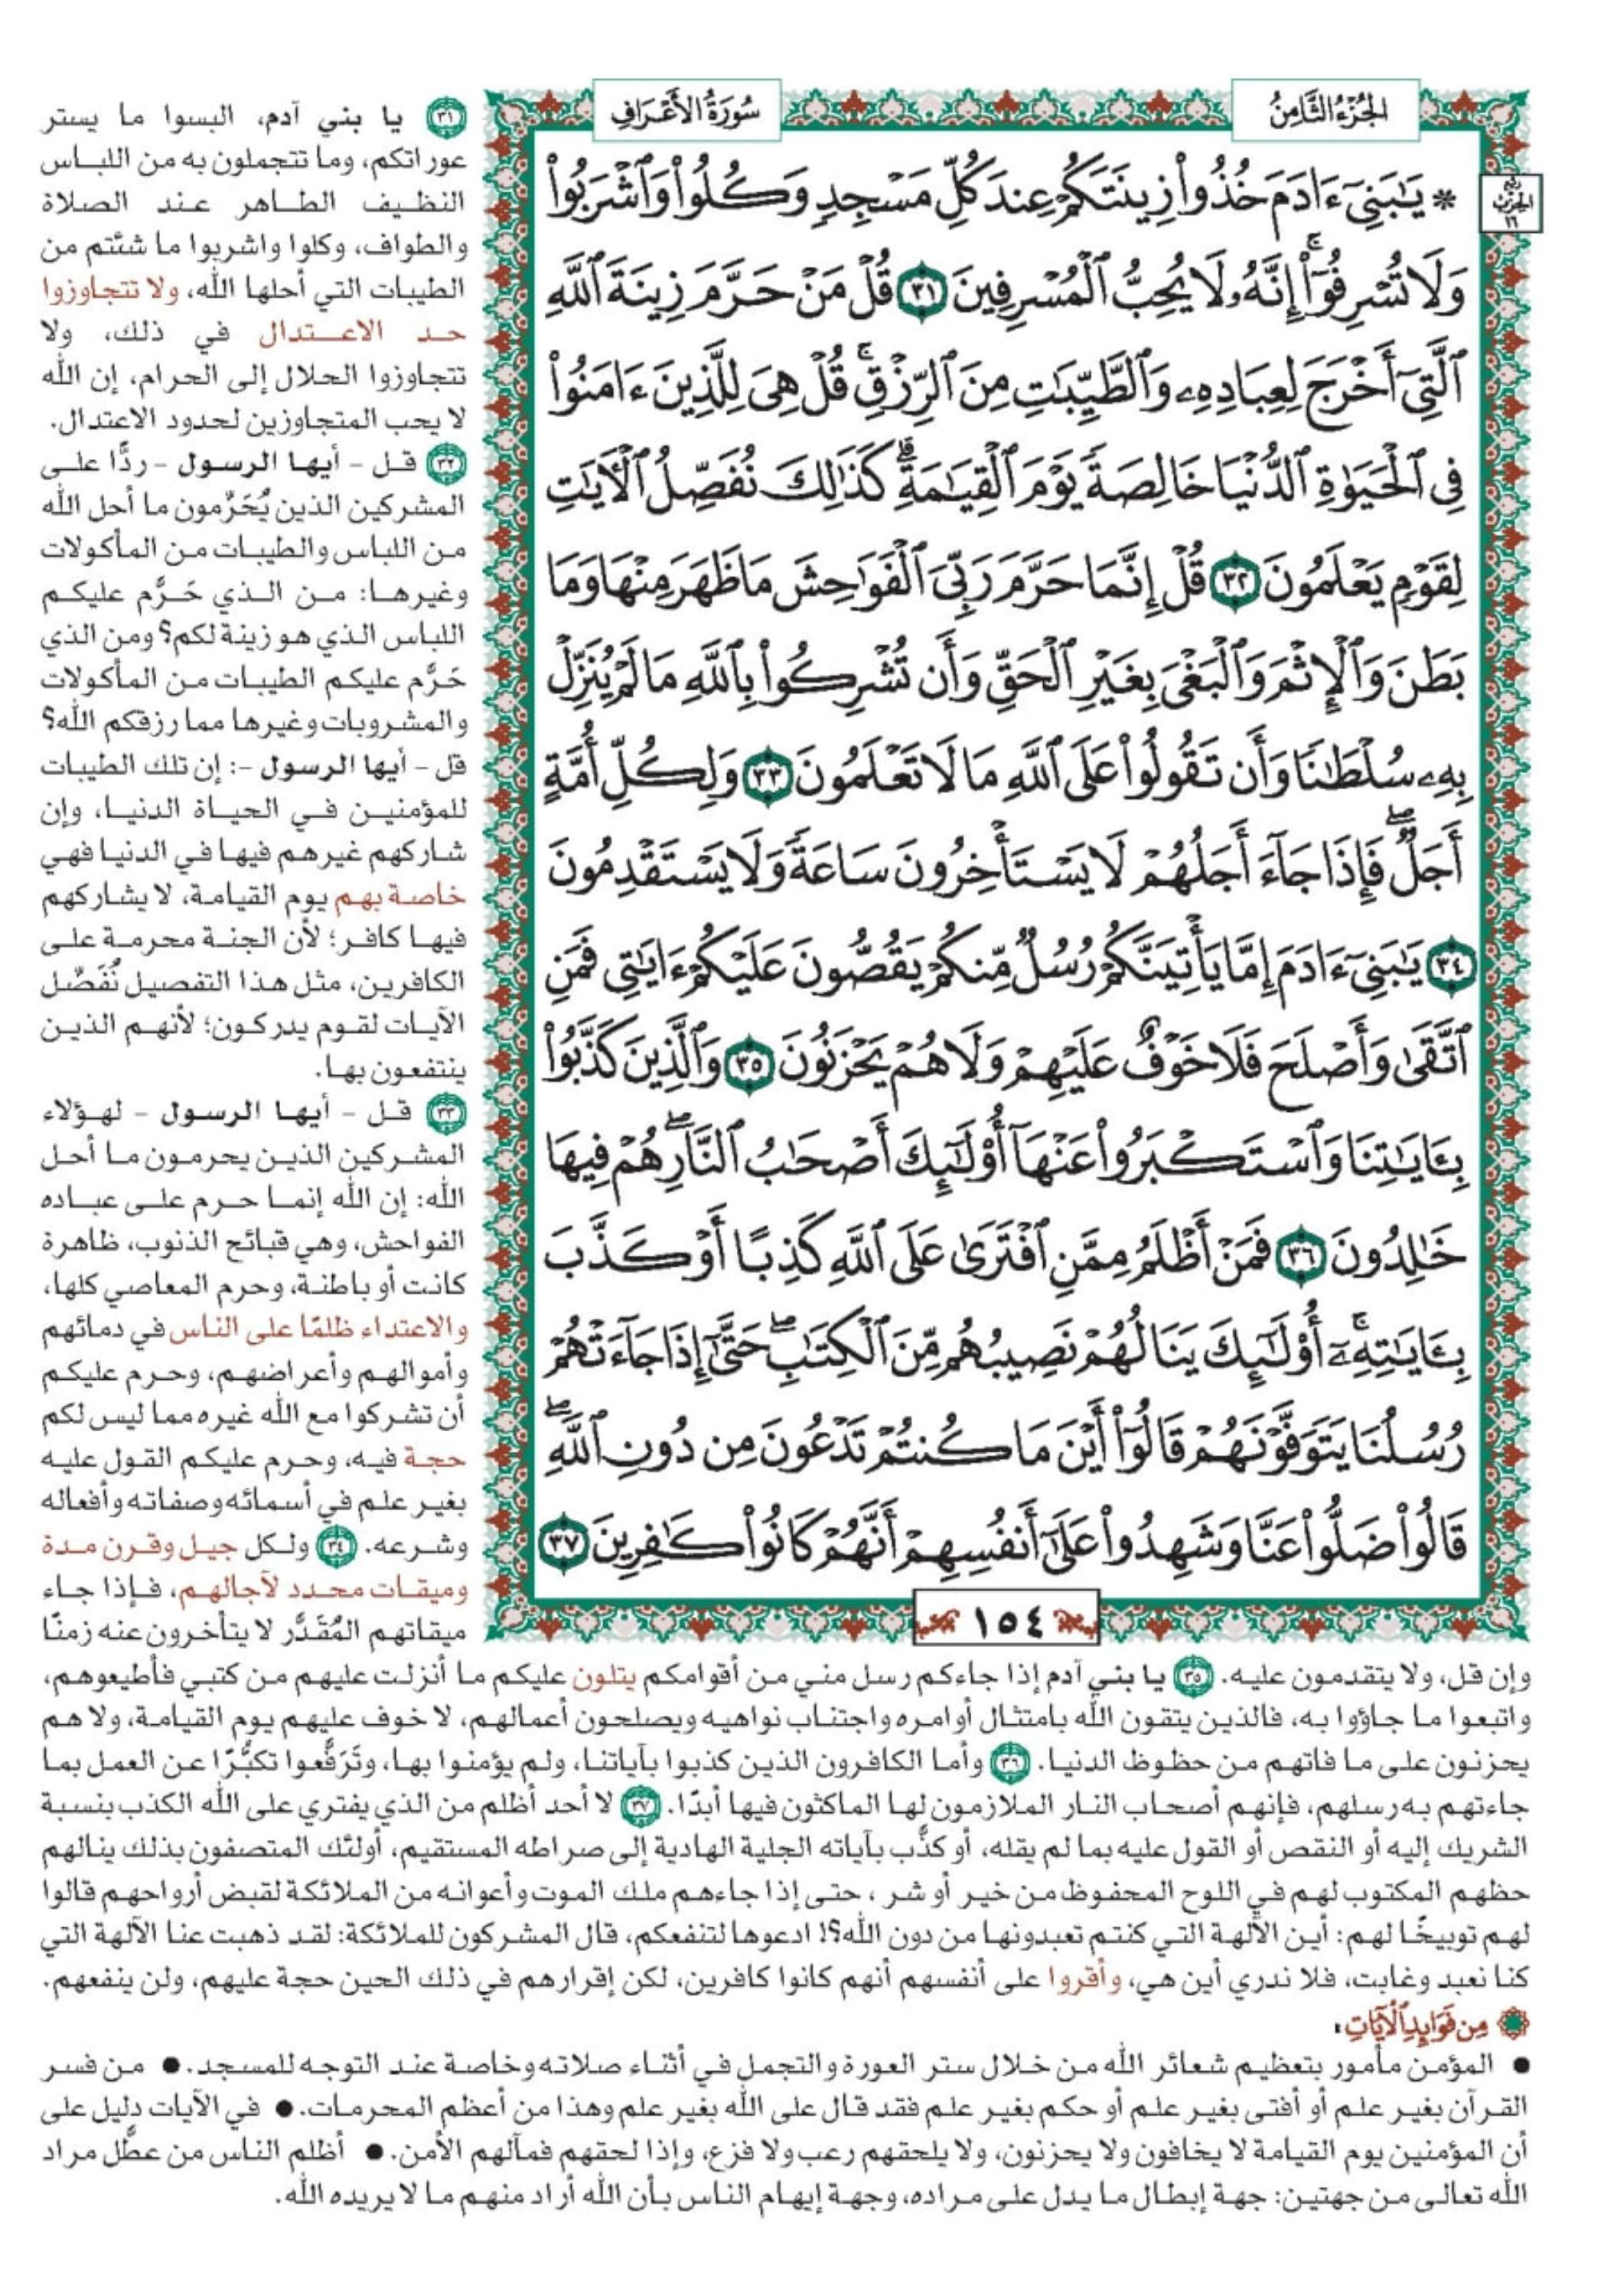 الجُزْءُ الثَّامِنُ
سُورَةُ الأَعْرَافِ
ربع الحزب ١٦
* يَٰبَنِيٓ ءَادَمَ خُذُوا۟ زِينَتَكُمْ عِندَ كُلِّ مَسْجِدٍ وَكُلُوا۟ وَٱشْرَبُوا۟
وَلَا تُسْرِفُوٓا۟ۚ إِنَّهُۥ لَا يُحِبُّ ٱلْمُسْرِفِينَ ٣١ قُلْ مَنْ حَرَّمَ زِينَةَ ٱللَّهِ
ٱلَّتِيٓ أَخْرَجَ لِعِبَادِهِۦ وَٱلطَّيِّبَٰتِ مِنَ ٱلرِّزْقِۚ قُلْ هِيَ لِلَّذِينَ ءَامَنُوا۟
فِي ٱلْحَيَوٰةِ ٱلدُّنْيَا خَالِصَةً يَوْمَ ٱلْقِيَٰمَةِۗ كَذَٰلِكَ نُفَصِّلُ ٱلْأٓيَٰتِ
لِقَوْمٍ يَعْلَمُونَ ٣٢ قُلْ إِنَّمَا حَرَّمَ رَبِّيَ ٱلْفَوَٰحِشَ مَا ظَهَرَ مِنْهَا وَمَا
بَطَنَ وَٱلْإِثْمَ وَٱلْبَغْيَ بِغَيْرِ ٱلْحَقِّ وَأَن تُشْرِكُوا۟ بِٱللَّهِ مَا لَمْ يُنَزِّلْ
بِهِۦ سُلْطَٰنًا وَأَن تَقُولُوا۟ عَلَى ٱللَّهِ مَا لَا تَعْلَمُونَ ٣٣ وَلِكُلِّ أُمَّةٍ
أَجَلٌۖ فَإِذَا جَآءَ أَجَلُهُمْ لَا يَسْتَأْخِرُونَ سَاعَةً وَلَا يَسْتَقْدِمُونَ
٣٤ يَٰبَنِيٓ ءَادَمَ إِمَّا يَأْتِيَنَّكُمْ رُسُلٌ مِّنكُمْ يَقُصُّونَ عَلَيْكُمْ ءَايَٰتِي فَمَنِ
ٱتَّقَىٰ وَأَصْلَحَ فَلَا خَوْفٌ عَلَيْهِمْ وَلَا هُمْ يَحْزَنُونَ ٣٥ وَٱلَّذِينَ كَذَّبُوا۟
بِـَٔايَٰتِنَا وَٱسْتَكْبَرُوا۟ عَنْهَآ أُو۟لَٰٓئِكَ أَصْحَٰبُ ٱلنَّارِۖ هُمْ فِيهَا
خَٰلِدُونَ ٣٦ فَمَنْ أَظْلَمُ مِمَّنِ ٱفْتَرَىٰ عَلَى ٱللَّهِ كَذِبًا أَوْ كَذَّبَ
بِـَٔايَٰتِهِۦٓۚ أُو۟لَٰٓئِكَ يَنَالُهُمْ نَصِيبُهُم مِّنَ ٱلْكِتَٰبِۖ حَتَّىٰٓ إِذَا جَآءَتْهُمْ
رُسُلُنَا يَتَوَفَّوْنَهُمْ قَالُوٓا۟ أَيْنَ مَا كُنتُمْ تَدْعُونَ مِن دُونِ ٱللَّهِۖ
قَالُوا۟ ضَلُّوا۟ عَنَّا وَشَهِدُوا۟ عَلَىٰٓ أَنفُسِهِمْ أَنَّهُمْ كَانُوا۟ كَٰفِرِينَ ٣٧
١٥٤
٣١ يا بني آدم، البسوا ما يستر
عوراتكم، وما تتجملون به من اللباس
النظيف الطاهر عند الصلاة
والطواف، وكلوا واشربوا ما شئتم من
الطيبات التي أحلها الله، ولا تتجاوزوا
حد الاعتدال في ذلك، ولا
تتجاوزوا الحلال إلى الحرام، إن الله
لا يحب المتجاوزين لحدود الاعتدال.
٣٢ قل - أيها الرسول - ردًّا على
المشركين الذين يُحَرِّمون ما أحل الله
من اللباس والطيبات من المأكولات
وغيرها: من الذي حَرَّم عليكم
اللباس الذي هو زينة لكم؟ ومن الذي
حَرَّم عليكم الطيبات من المأكولات
والمشروبات وغيرها مما رزقكم الله؟
قل - أيها الرسول -: إن تلك الطيبات
للمؤمنين في الحياة الدنيا، وإن
شاركهم غيرهم فيها في الدنيا فهي
خاصة بهم يوم القيامة، لا يشاركهم
فيها كافر؛ لأن الجنة محرمة على
الكافرين، مثل هذا التفصيل نُفَصِّل
الآيات لقوم يدركون؛ لأنهم الذين
ينتفعون بها.
٣٣ قل - أيها الرسول - لهؤلاء
المشركين الذين يحرمون ما أحل
الله: إن الله إنما حرم على عباده
الفواحش، وهي قبائح الذنوب، ظاهرة
كانت أو باطنة، وحرم المعاصي كلها،
والاعتداء ظلمًا على الناس في دمائهم
وأموالهم وأعراضهم، وحرم عليكم
أن تشركوا مع الله غيره مما ليس لكم
حجة فيه، وحرم عليكم القول عليه
بغير علم في أسمائه وصفاته وأفعاله
وشرعه. ٣٤ ولكل جيل وقرن مدة
وميقات محدد لآجالهم، فإذا جاء
ميقاتهم المُقَدَّر لا يتأخرون عنه زمنًا
وإن قل، ولا يتقدمون عليه. ٣٥ يا بني آدم إذا جاءكم رسل مني من أقوامكم يتلون عليكم ما أنزلت عليهم من كتبي فأطيعوهم،
واتبعوا ما جاؤوا به، فالذين يتقون الله بامتثال أوامره واجتناب نواهيه ويصلحون أعمالهم، لا خوف عليهم يوم القيامة، ولا هم
يحزنون على ما فاتهم من حظوظ الدنيا. ٣٦ وأما الكافرون الذين كذبوا بآياتنا، ولم يؤمنوا بها، وتَرَفَّعوا تكبُّرًا عن العمل بما
جاءتهم به رسلهم، فإنهم أصحاب النار الملازمون لها الماكثون فيها أبدًا. ٣٧ لا أحد أظلم من الذي يفتري على الله الكذب بنسبة
الشريك إليه أو النقص أو القول عليه بما لم يقله، أو كذَّب بآياته الجلية الهادية إلى صراطه المستقيم، أولئك المتصفون بذلك ينالهم
حظهم المكتوب لهم في اللوح المحفوظ من خير أو شر، حتى إذا جاءهم ملك الموت وأعوانه من الملائكة لقبض أرواحهم قالوا
لهم توبيخًا لهم: أين الآلهة التي كنتم تعبدونها من دون الله؟! ادعوها لتنفعكم، قال المشركون للملائكة: لقد ذهبت عنا الآلهة التي
كنا نعبد وغابت، فلا ندري أين هي، وأقروا على أنفسهم أنهم كانوا كافرين، لكن إقرارهم في ذلك الحين حجة عليهم، ولن ينفعهم.
مِن فَوَائِدِ الْآيَاتِ:
● المؤمن مأمور بتعظيم شعائر الله من خلال ستر العورة والتجمل في أثناء صلاته وخاصة عند التوجه للمسجد. ● من فسر
القرآن بغير علم أو أفتى بغير علم أو حكم بغير علم فقد قال على الله بغير علم وهذا من أعظم المحرمات. ● في الآيات دليل على
أن المؤمنين يوم القيامة لا يخافون ولا يحزنون، ولا يلحقهم رعب ولا فزع، وإذا لحقهم فمآلهم الأمن. ● أظلم الناس من عطَّل مراد
الله تعالى من جهتين: جهة إبطال ما يدل على مراده، وجهة إيهام الناس بأن الله أراد منهم ما لا يريده الله.